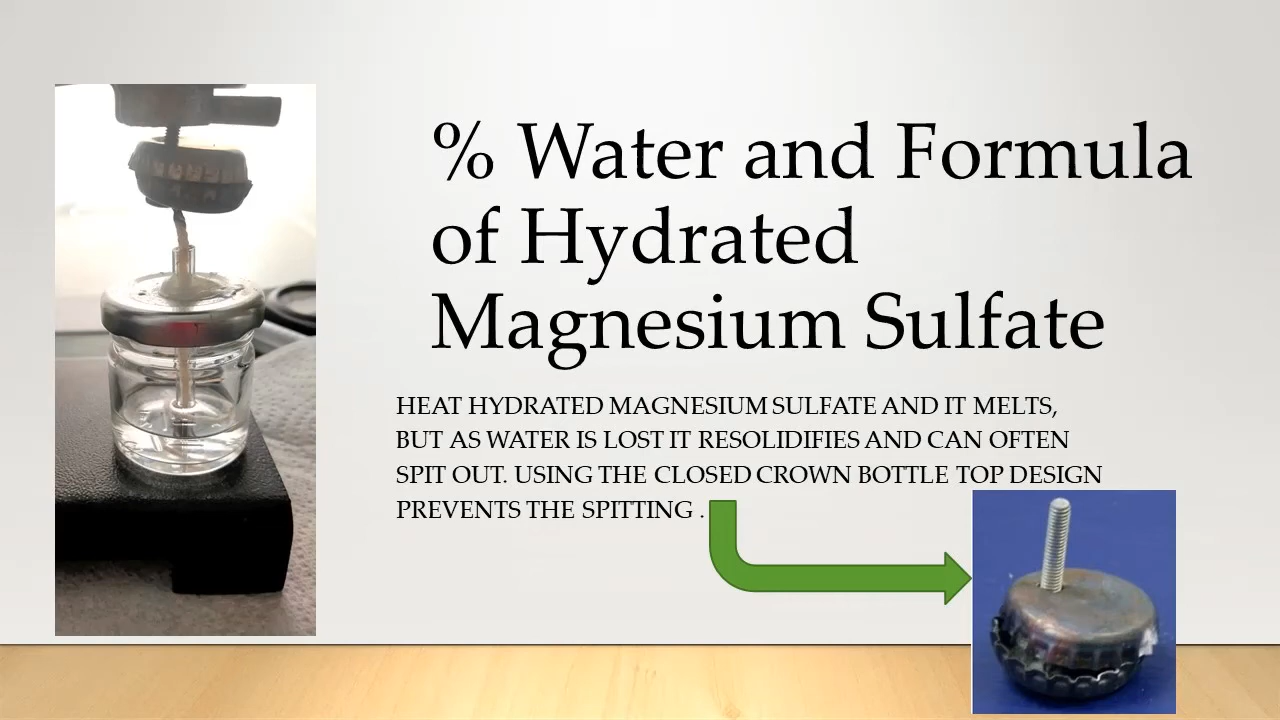 % Water and Formula
of Hydrated
Magnesium Sulfate
HEAT HYDRATED MAGNESIUM SULFATE AND IT MELTS,
BUT AS WATER IS LOST IT RESOLIDIFIES AND CAN OFTEN
SPIT OUT. USING THE CLOSED CROWN BOTTLE TOP DESIGN
PREVENTS THE SPITTING .